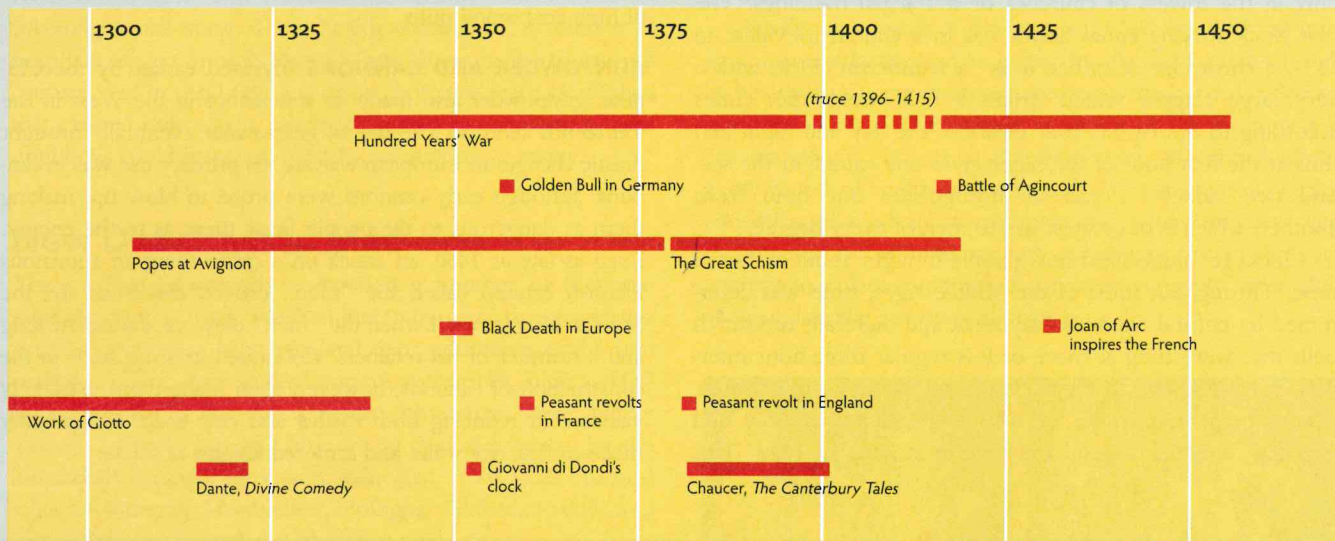 1300 1325 1350 1375 1400 1425 1450
(truce 1396–1415)
Hundred Years' War
Golden Bull in Germany
Battle of Agincourt
Popes at Avignon
The Great Schism
Black Death in Europe
Joan of Arc
inspires the French
Work of Giotto
Peasant revolts
in France
Peasant revolt in England
Dante, Divine Comedy
Giovanni di Dondi's
clock
Chaucer, The Canterbury Tales